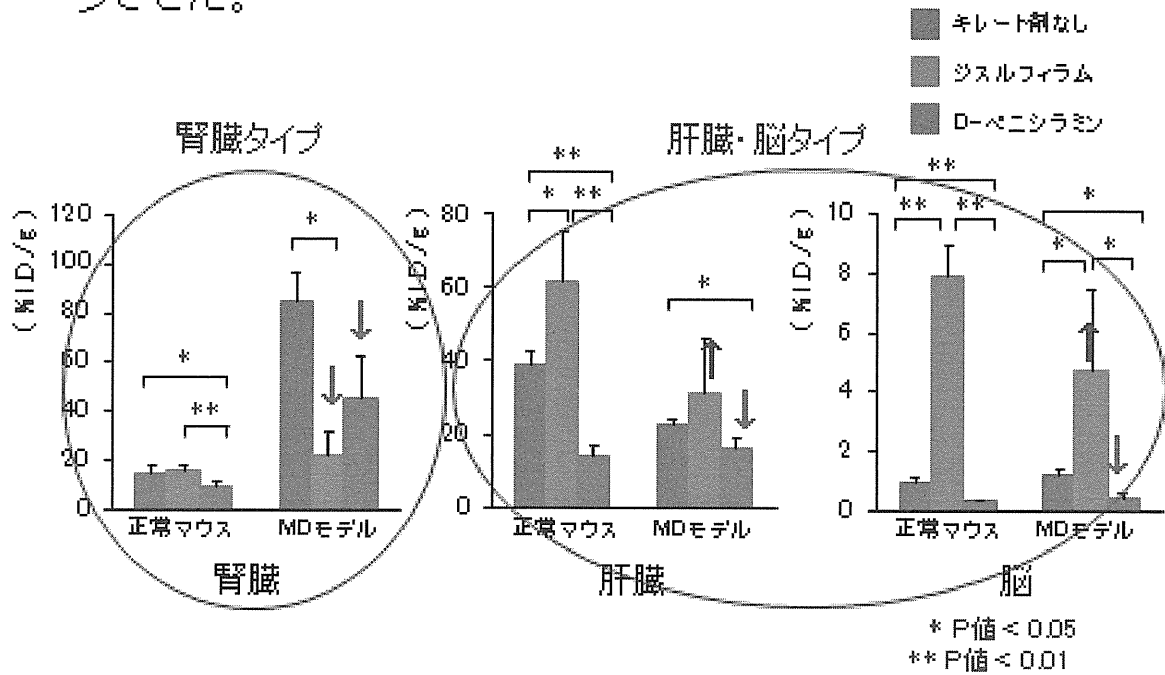 キレート剤なし
ジスルフィラム
D-ペニシラミン
腎臓タイプ
肝臓・脳タイプ
(%ID/g)
120
100
80
60
40
20
0
*
**
*
正常マウス
MDモデル
腎臓
(%ID/g)
80
60
40
20
0
**
*
**
*
正常マウス
MDモデル
肝臓
(%ID/g)
10
8
6
4
2
0
**
**
**
*
*
*
正常マウス
MDモデル
脳
* P値 < 0.05
** P値 < 0.01